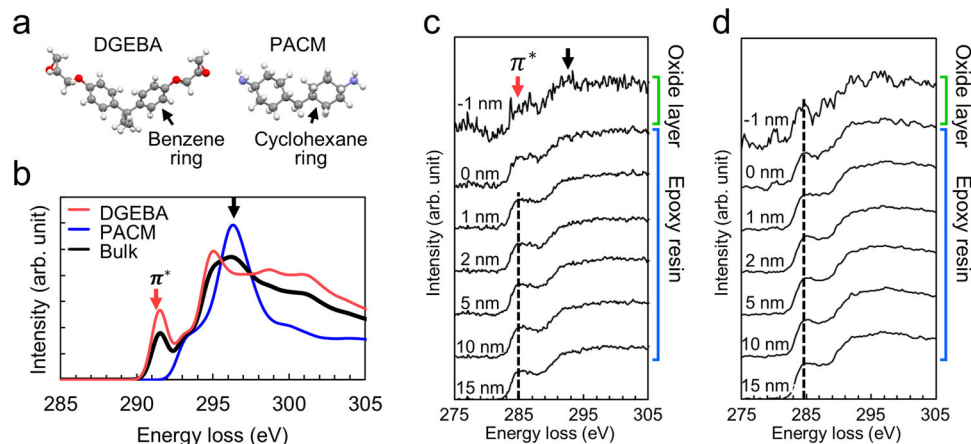 a
DGEBA
PACM
Benzene
ring
Cyclohexane
ring
b
Intensity (arb. unit)
DGEBA
PACM
Bulk
π*
285 290 295 300 305
Energy loss (eV)
c
Intensity (arb. unit)
π*
-1 nm
0 nm
1 nm
2 nm
5 nm
10 nm
15 nm
275 285 295 305
Energy loss (eV)
Oxide layer
Epoxy resin
d
Intensity (arb. unit)
-1 nm
0 nm
1 nm
2 nm
5 nm
10 nm
15 nm
275 285 295 305
Energy loss (eV)
Oxide layer
Epoxy resin